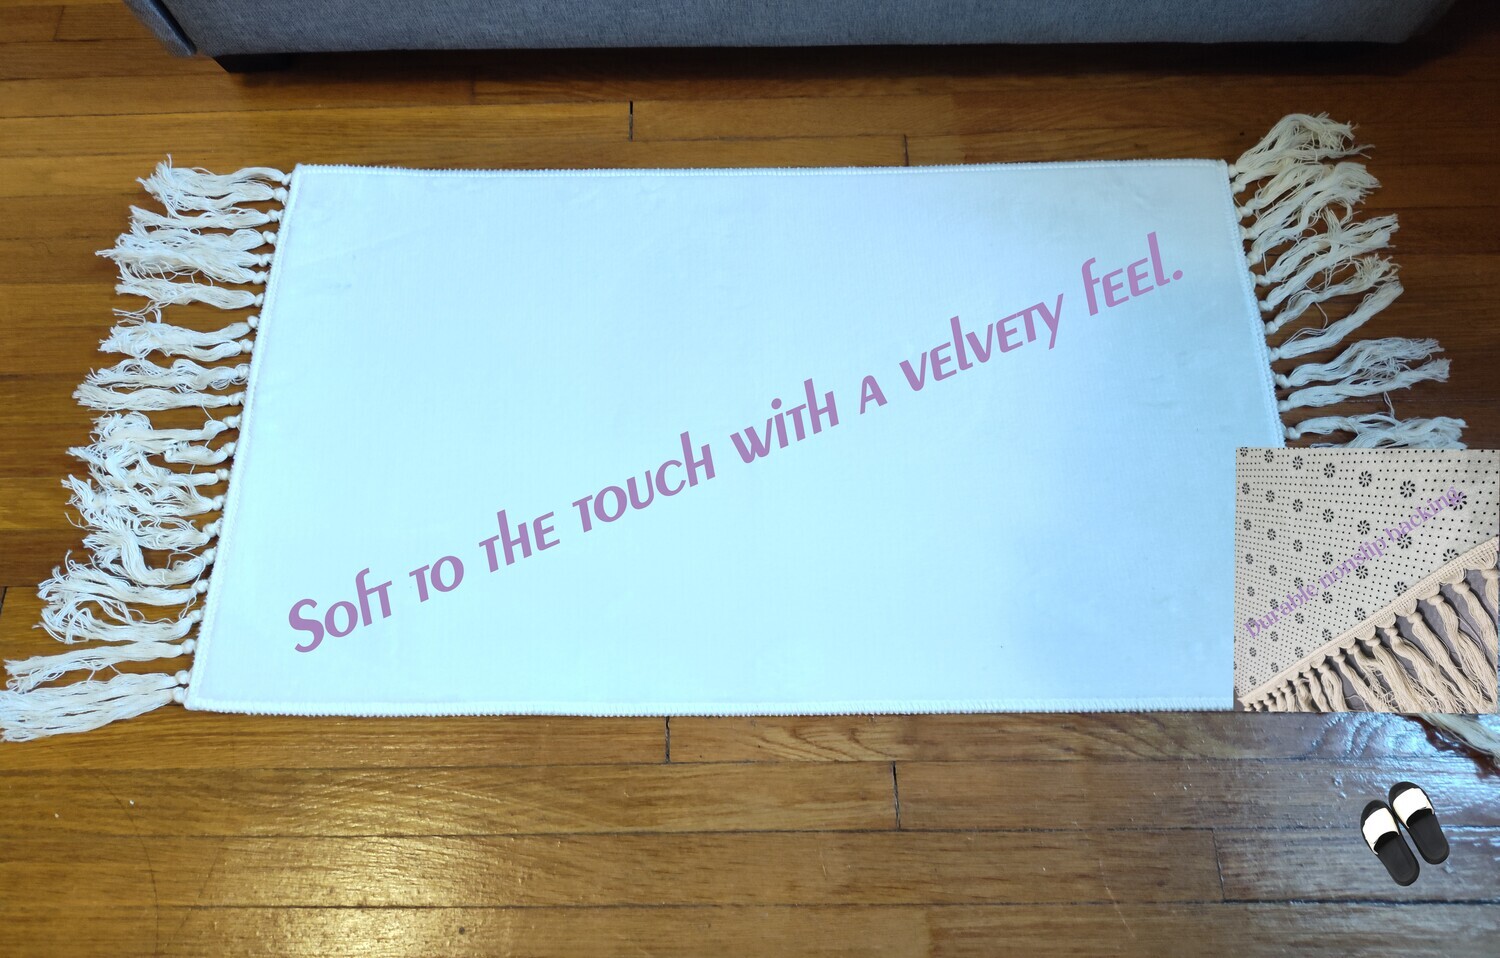 Soft to the touch with a velvety feel.
Durable nonslip backing